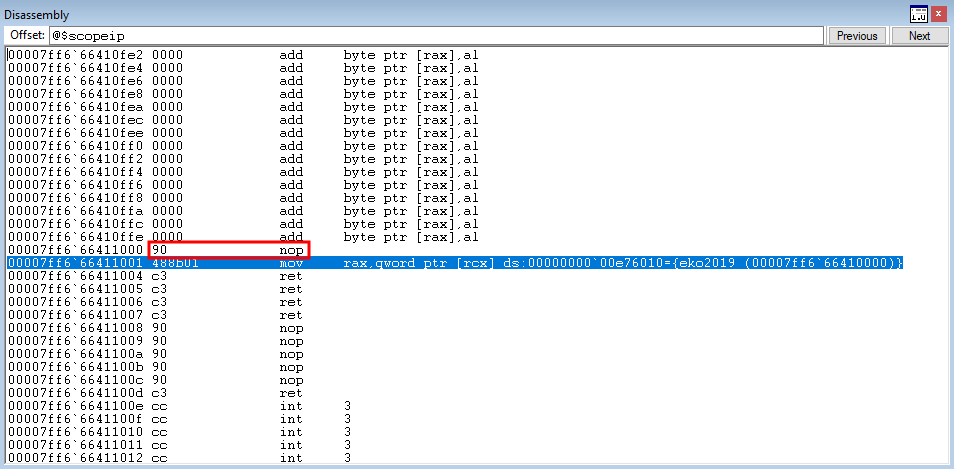 Disassembly
Offset: @$scopeip Previous Next
00007ff6`66410fe2 0000 add byte ptr [rax],al
00007ff6`66410fe4 0000 add byte ptr [rax],al
00007ff6`66410fe6 0000 add byte ptr [rax],al
00007ff6`66410fe8 0000 add byte ptr [rax],al
00007ff6`66410fea 0000 add byte ptr [rax],al
00007ff6`66410fec 0000 add byte ptr [rax],al
00007ff6`66410fee 0000 add byte ptr [rax],al
00007ff6`66410ff0 0000 add byte ptr [rax],al
00007ff6`66410ff2 0000 add byte ptr [rax],al
00007ff6`66410ff4 0000 add byte ptr [rax],al
00007ff6`66410ff6 0000 add byte ptr [rax],al
00007ff6`66410ff8 0000 add byte ptr [rax],al
00007ff6`66410ffa 0000 add byte ptr [rax],al
00007ff6`66410ffc 0000 add byte ptr [rax],al
00007ff6`66410ffe 0000 add byte ptr [rax],al
00007ff6`66411000 90 nop
00007ff6`66411001 488b01 mov rax,qword ptr [rcx] ds:00000000`00e76010={eko2019 (00007ff6`66410000)}
00007ff6`66411004 c3 ret
00007ff6`66411005 c3 ret
00007ff6`66411006 c3 ret
00007ff6`66411007 c3 ret
00007ff6`66411008 90 nop
00007ff6`66411009 90 nop
00007ff6`6641100a 90 nop
00007ff6`6641100b 90 nop
00007ff6`6641100c 90 nop
00007ff6`6641100d c3 ret
00007ff6`6641100e cc int 3
00007ff6`6641100f cc int 3
00007ff6`66411010 cc int 3
00007ff6`66411011 cc int 3
00007ff6`66411012 cc int 3